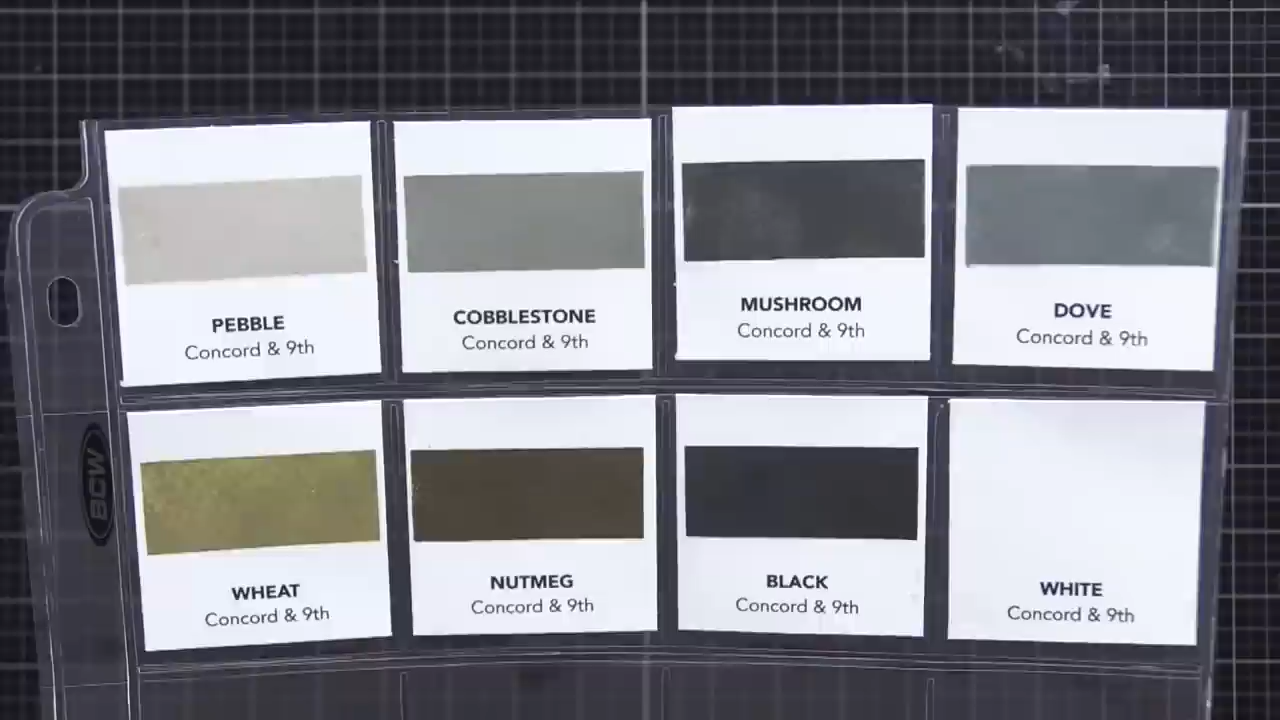 PEBBLE
Concord & 9th
COBBLESTONE
Concord & 9th
MUSHROOM
Concord & 9th
DOVE
Concord & 9th
BCW
WHEAT
Concord & 9th
NUTMEG
Concord & 9th
BLACK
Concord & 9th
WHITE
Concord & 9th